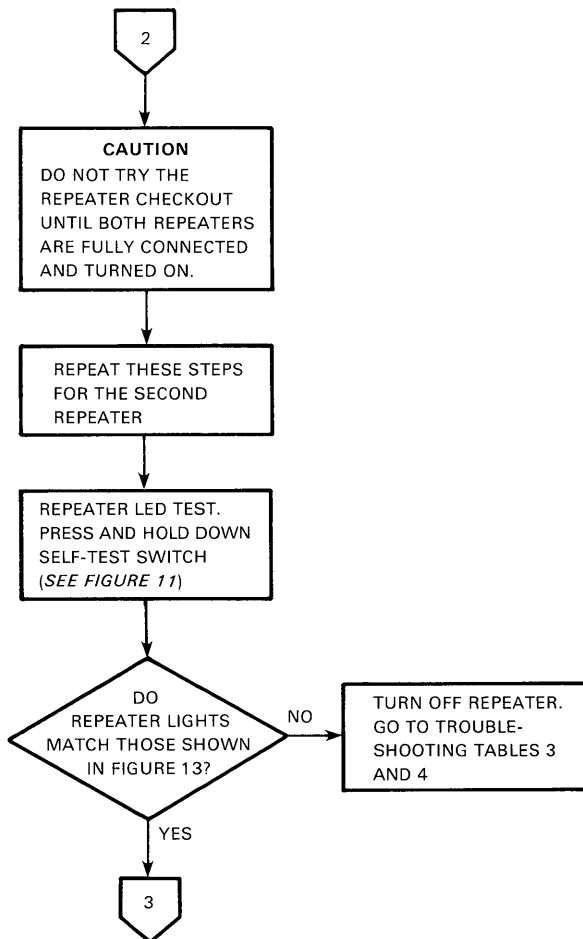 2
CAUTION
DO NOT TRY THE
REPEATER CHECKOUT
UNTIL BOTH REPEATERS
ARE FULLY CONNECTED
AND TURNED ON.
REPEAT THESE STEPS
FOR THE SECOND
REPEATER
REPEATER LED TEST.
PRESS AND HOLD DOWN
SELF-TEST SWITCH
(SEE FIGURE 11)
DO
REPEATER LIGHTS
MATCH THOSE SHOWN
IN FIGURE 13?
NO
TURN OFF REPEATER.
GO TO TROUBLE-
SHOOTING TABLES 3
AND 4
YES
3